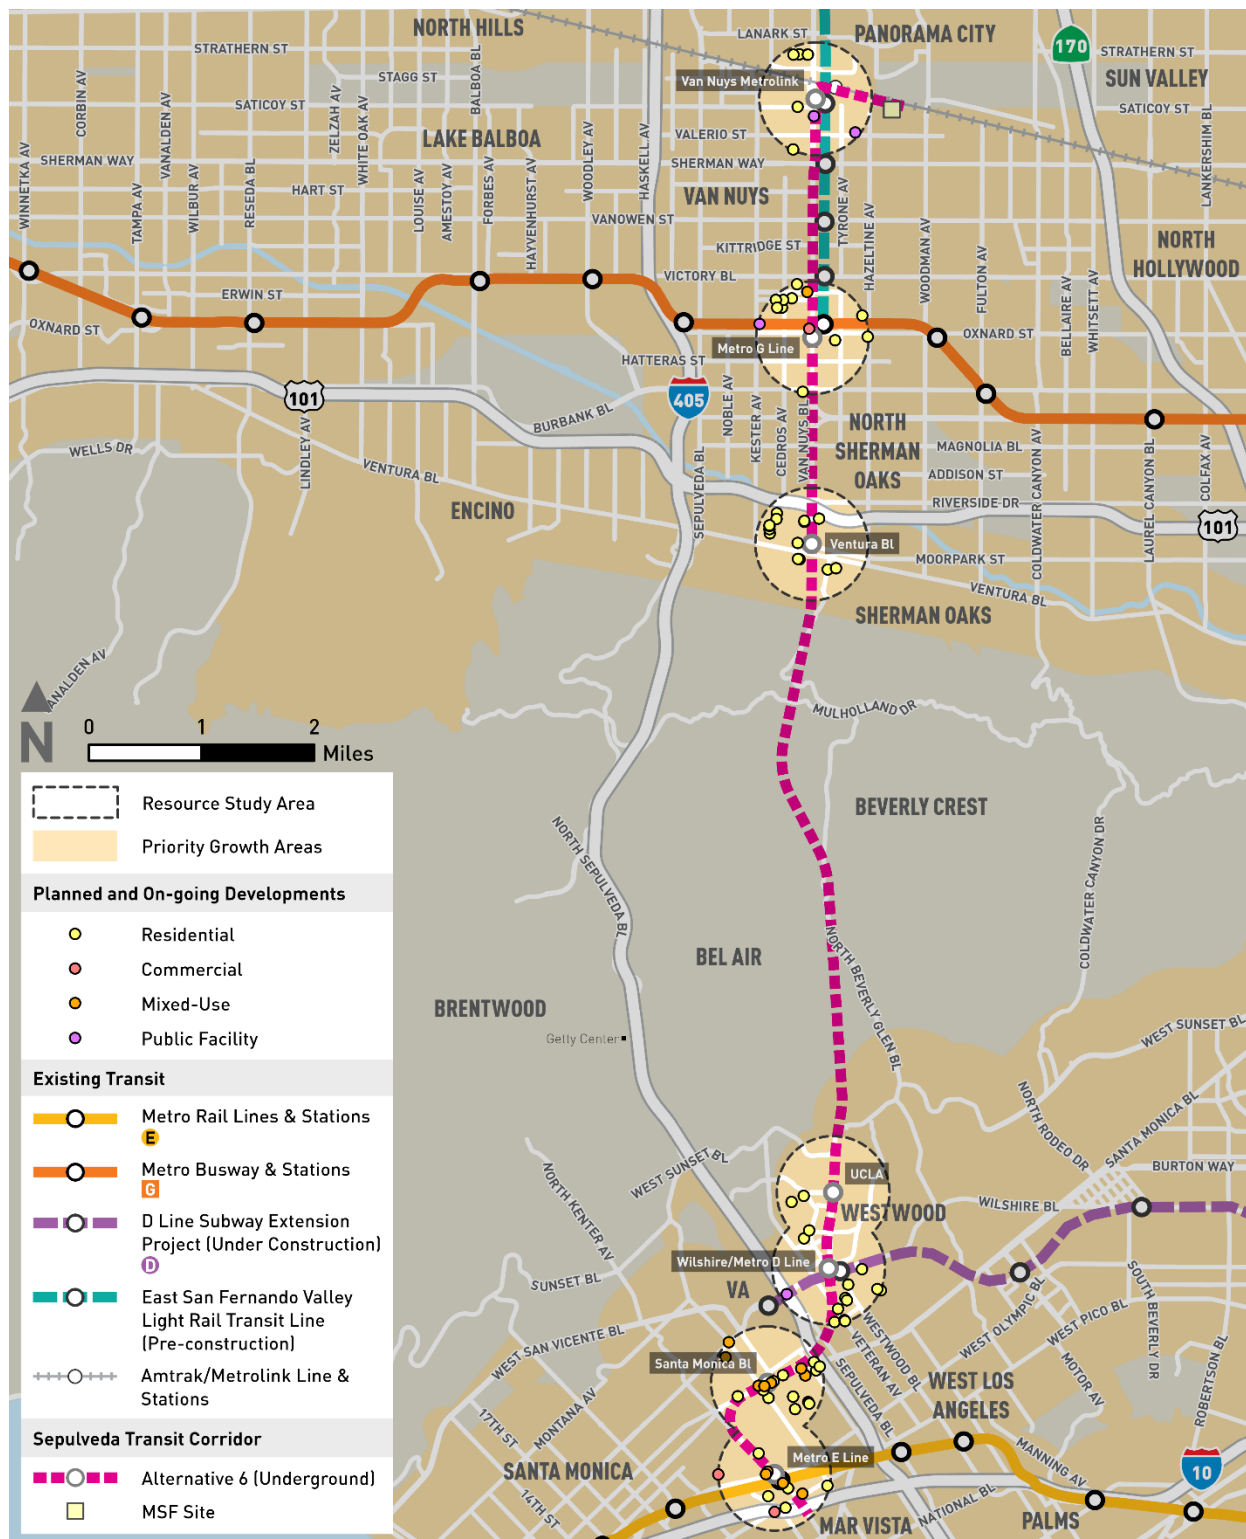 NORTH HILLS
LANARK ST
PANORAMA CITY
170
STRATHERN ST
STRATHERN ST
STAGG ST
SUN VALLEY
Van Nuys Metrolink
CORBIN AV
VANALDEN AV
ZELZAH AV
BALBOA BL
SATICOY ST
SATICOY ST
WHITE OAK AV
LAKE BALBOA
VALERIO ST
SHERMAN WAY
SHERMAN WAY
WINNETKA AV
TAMPA AV
WILBUR AV
RESEDA BL
HART ST
LOUISE AV
AMESTOY AV
FORBES AV
HAYVENHURST AV
WOODLEY AV
HASKELL AV
LANKERSHIM BL
VAN NUYS
VANOWEN ST
TYRONE AV
HAZELTINE AV
WOODMAN AV
FULTON AV
KITTRIDGE ST
NORTH
HOLLYWOOD
VICTORY BL
ERWIN ST
BELLAIRE AV
WHITSETT AV
OXNARD ST
OXNARD ST
Metro G Line
HATTERAS ST
101
405
BURBANK BL
NOBLE AV
KESTER AV
CEDROS AV
VAN NUYS BL
NORTH
SHERMAN
OAKS
MAGNOLIA BL
ADDISON ST
RIVERSIDE DR
COLDWATER CANYON AV
LAUREL CANYON BL
COLFAX AV
WELLS DR
LINDLEY AV
VENTURA BL
SEPULVEDA BL
ENCINO
101
Ventura Bl
MOORPARK ST
VENTURA BL
SHERMAN OAKS
ANALDEN AV
N
0 1 2
Miles
MULHOLLAND DR
BEVERLY CREST
NORTH SEPULVEDA BL
COLDWATER CANYON DR
BEL AIR
NORTH BEVERLY GLEN BL
BRENTWOOD
Getty Center
WEST SUNSET BL
NORTH RODEO DR
SANTA MONICA BL
BURTON WAY
WEST SUNSET BL
UCLA
NORTH KENTER AV
WILSHIRE BL
WESTWOOD
Wilshire/Metro D Line
SUNSET BL
VA
WEST OLYMPIC BL
WEST PICO BL
SOUTH BEVERLY DR
WEST SAN VICENTE BL
WESTWOOD BL
VETERAN AV
SEPULVEDA BL
MOTOR AV
ROBERTSON BL
Santa Monica Bl
WEST LOS
ANGELES
MONTANA AV
17TH ST
14TH ST
SANTA MONICA
Metro E Line
MANNING AV
10
NATIONAL BL
MAR VISTA
PALMS
Resource Study Area
Priority Growth Areas
Planned and On-going Developments
Residential
Commercial
Mixed-Use
Public Facility
Existing Transit
Metro Rail Lines & Stations
E
Metro Busway & Stations
G
D Line Subway Extension
Project (Under Construction)
D
East San Fernando Valley
Light Rail Transit Line
(Pre-construction)
Amtrak/Metrolink Line &
Stations
Sepulveda Transit Corridor
Alternative 6 (Underground)
MSF Site